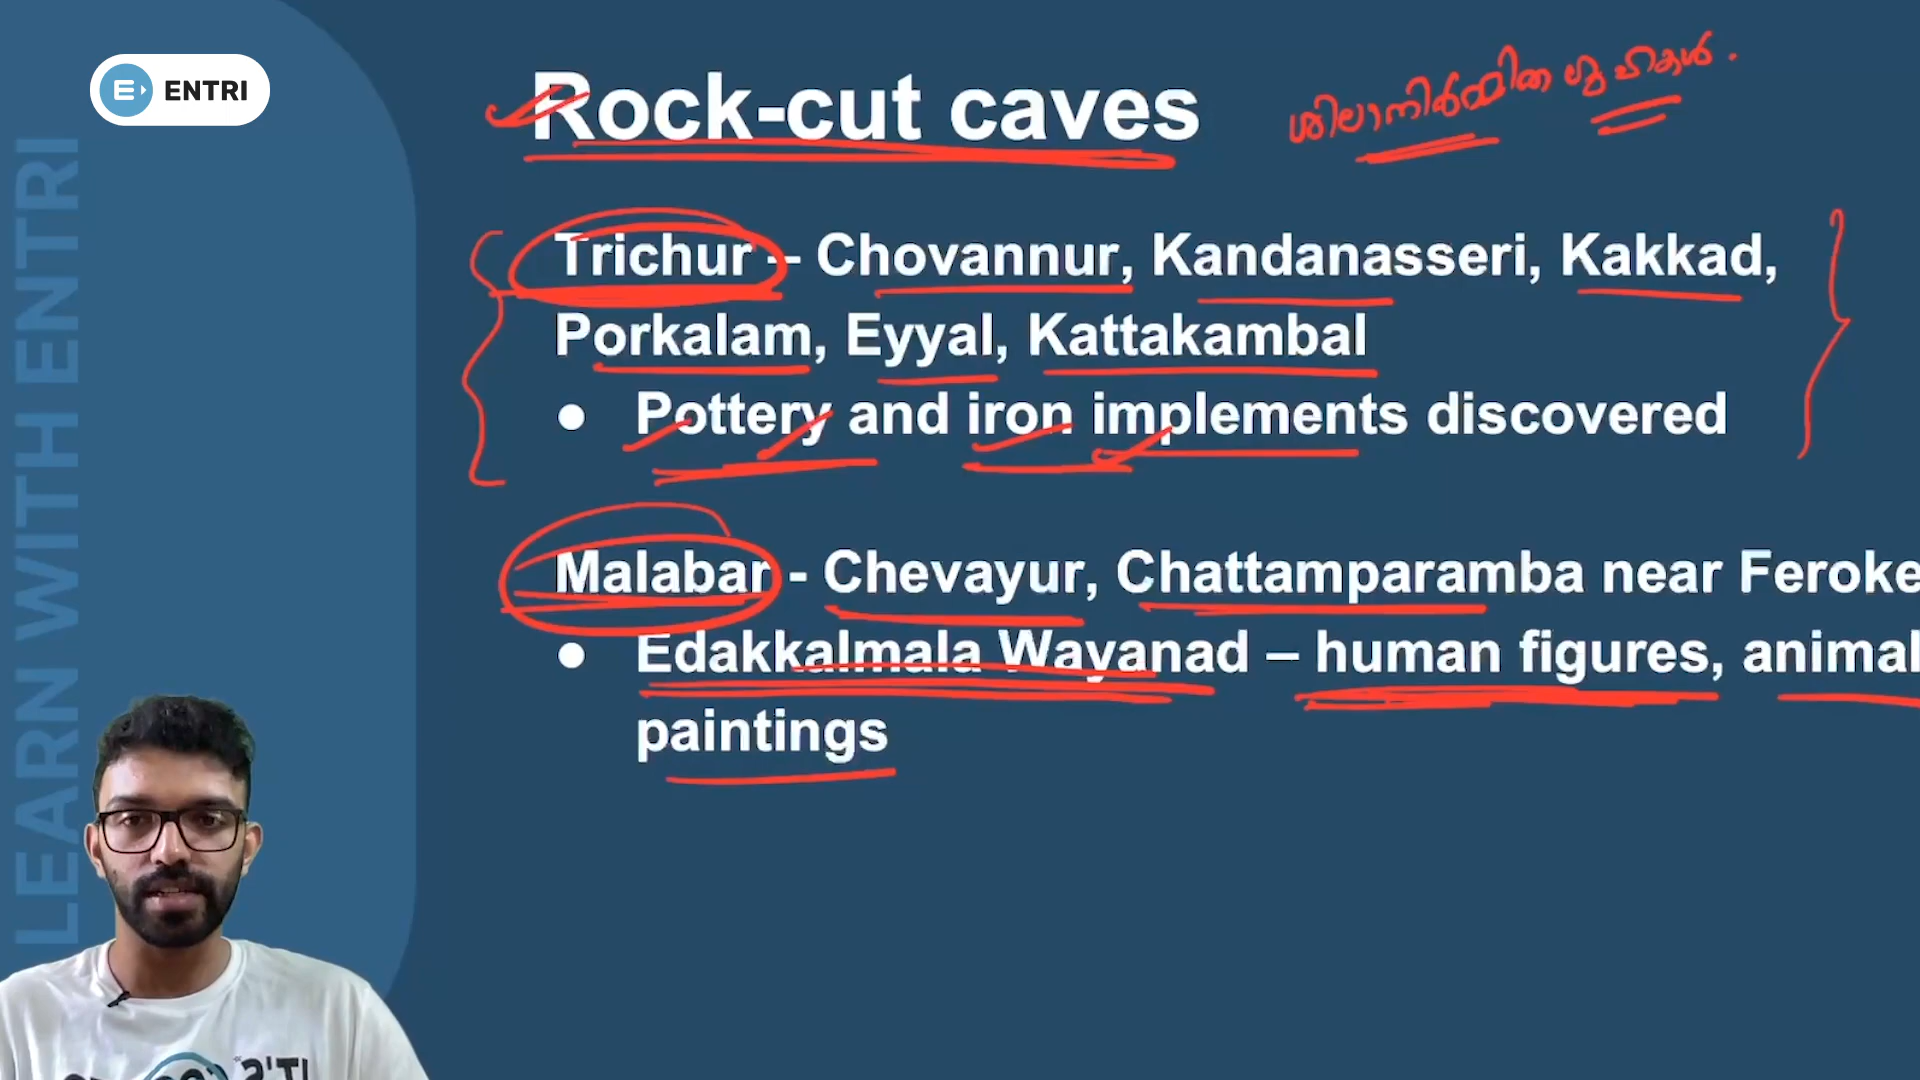 ENTRI
LEARN WITH ENTRI
Rock-cut caves
ശിലാനിർമ്മിത ഗുഹകൾ.
Trichur – Chovannur, Kandanasseri, Kakkad,
Porkalam, Eyyal, Kattakambal
● Pottery and iron implements discovered
Malabar - Chevayur, Chattamparamba near Feroke
● Edakkalmala Wayanad – human figures, animal
paintings
IT'S